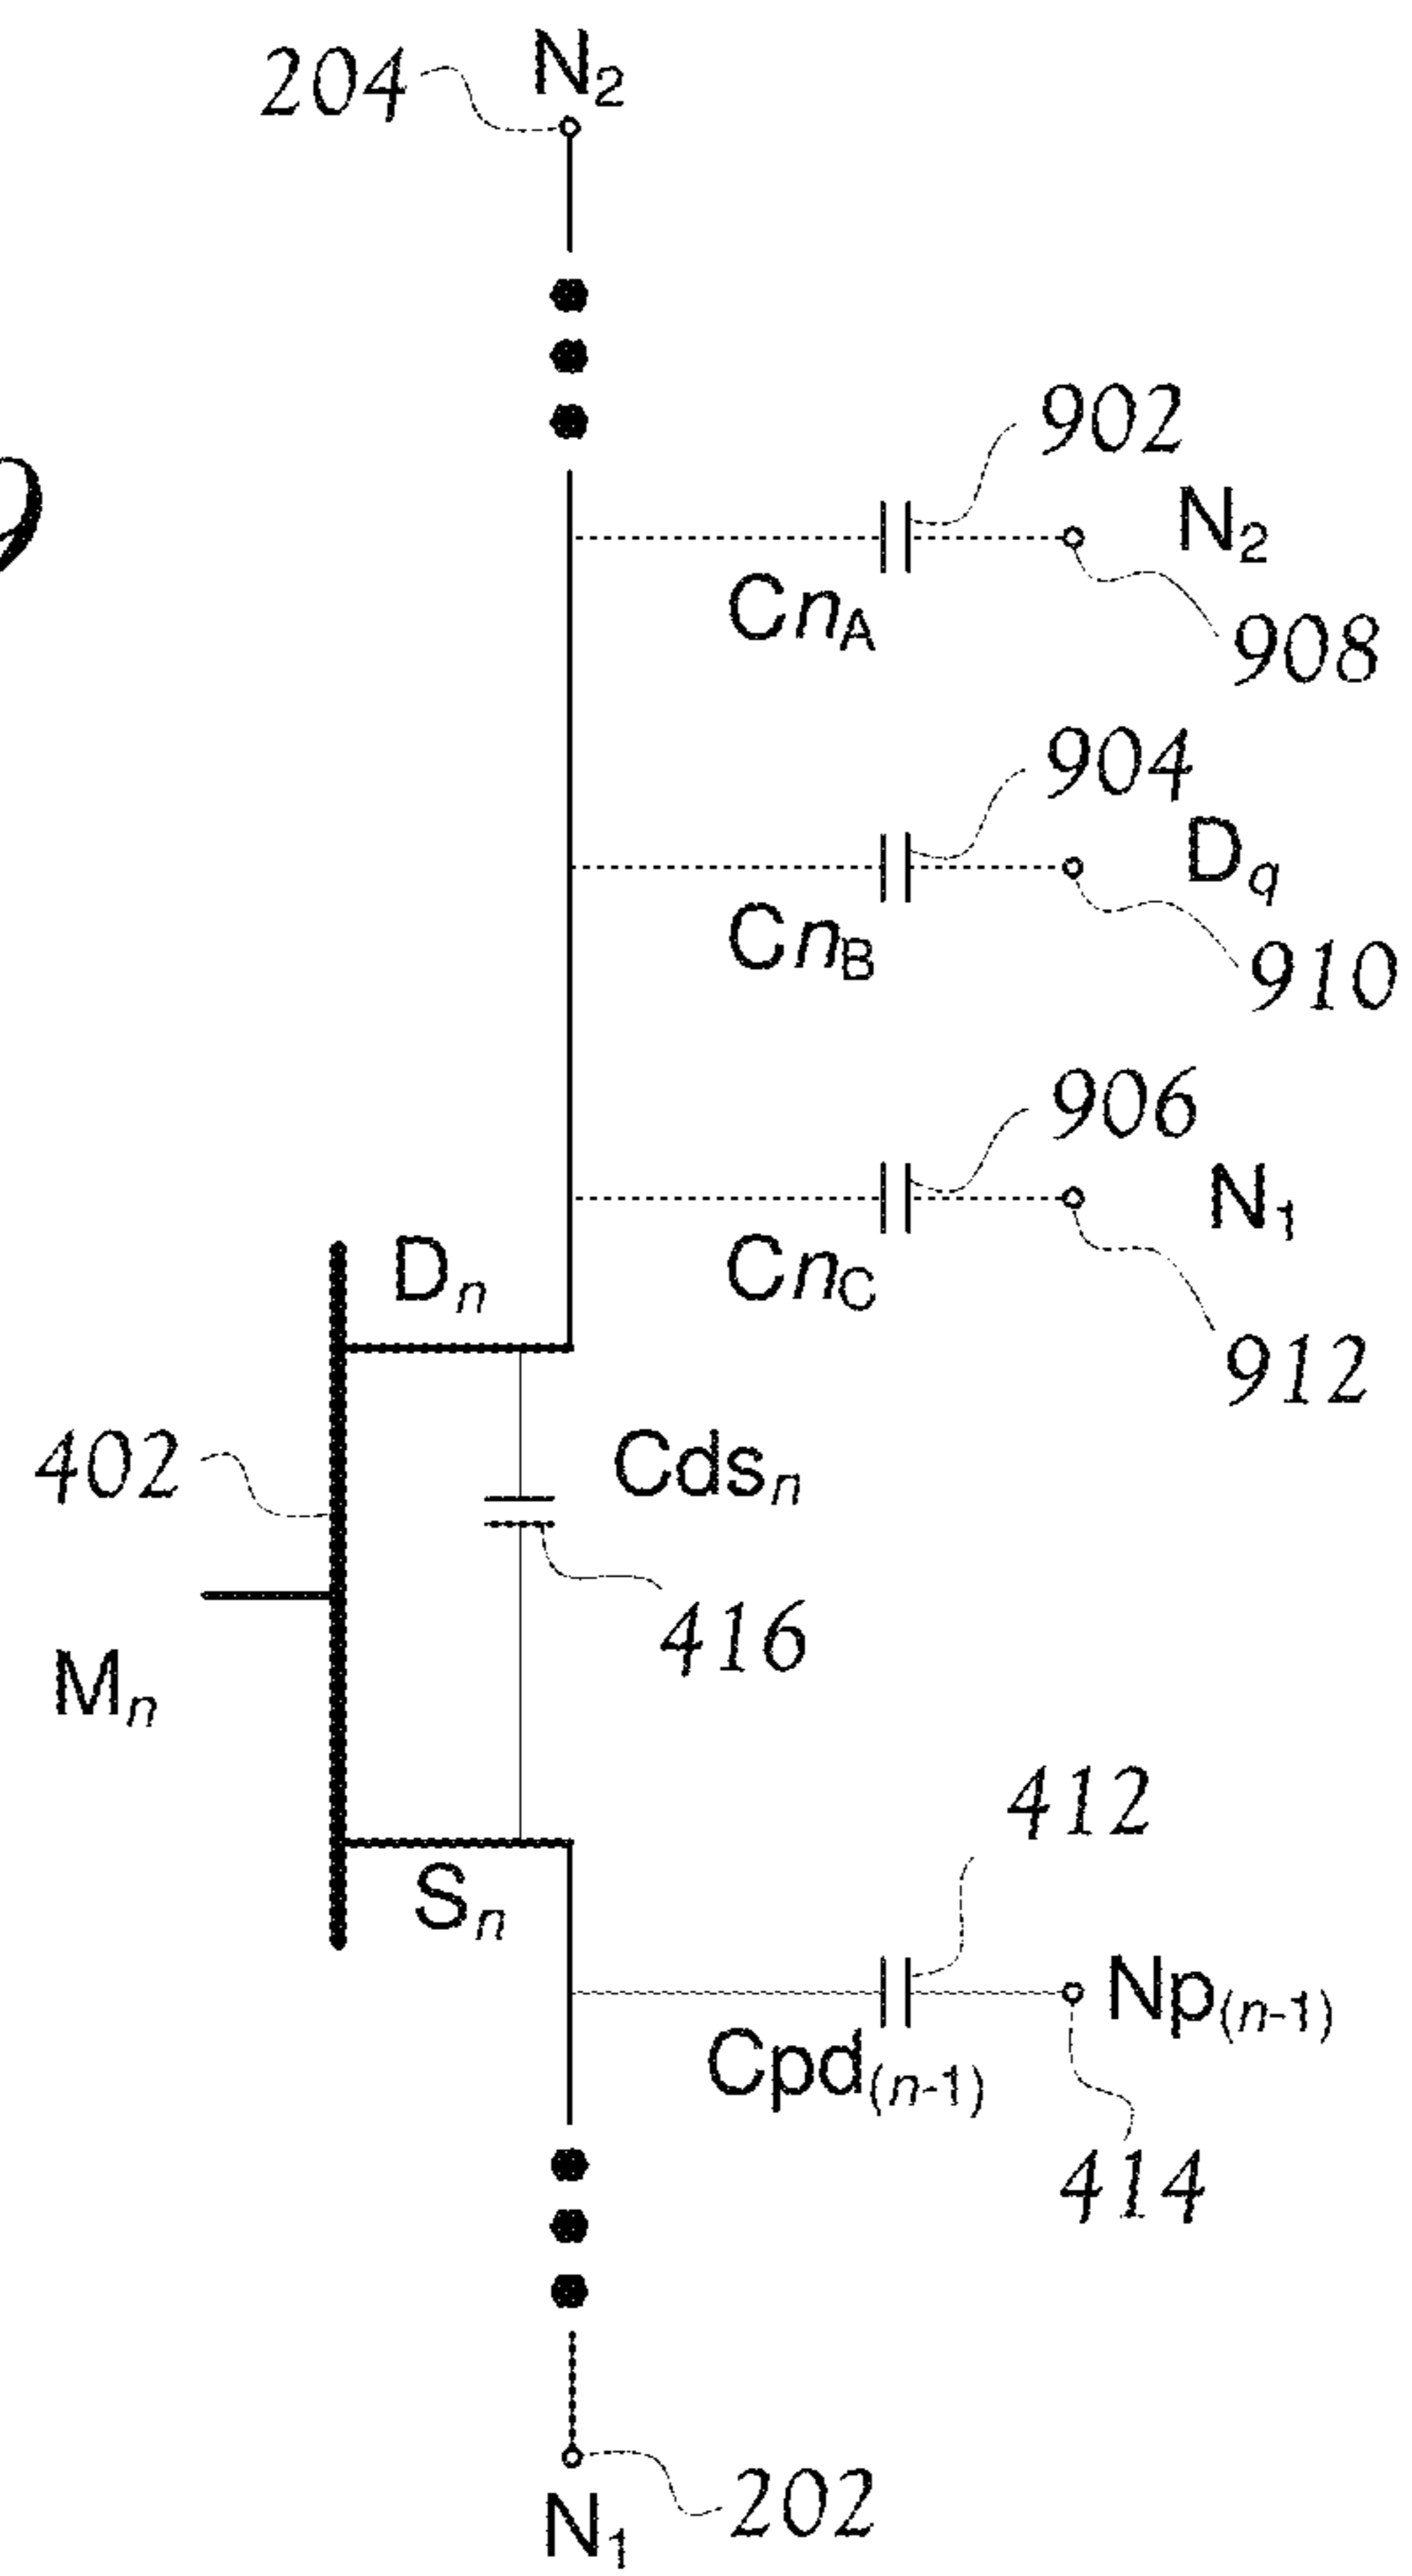 N₂
204
902
N₂
CnA
908
904
Dq
CnB
910
906
N₁
CnC
Dn
912
402
Cdsn
416
Mn
412
Sn
Np(n-1)
Cpd(n-1)
414
202
N₁